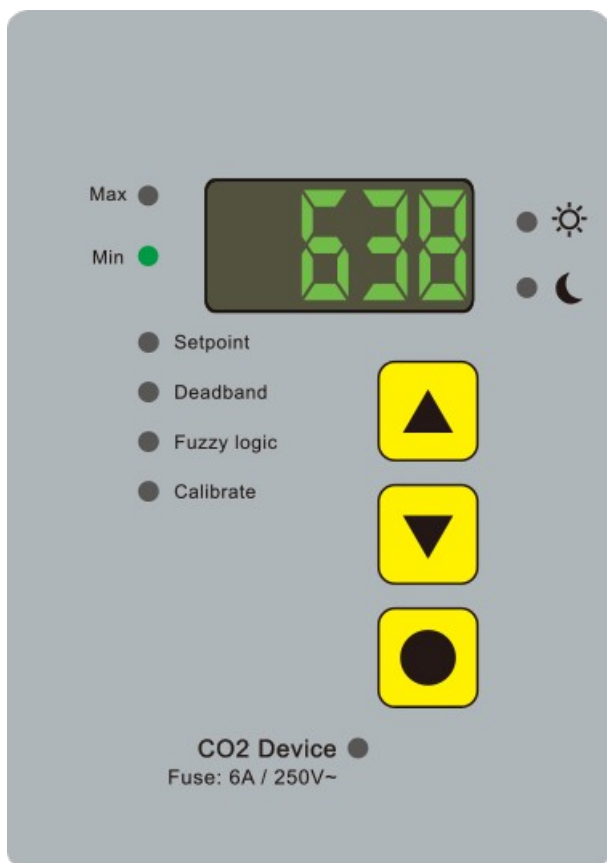 Max
638
Min
Setpoint
Deadband
Fuzzy logic
Calibrate
CO2 Device
Fuse: 6A / 250V~